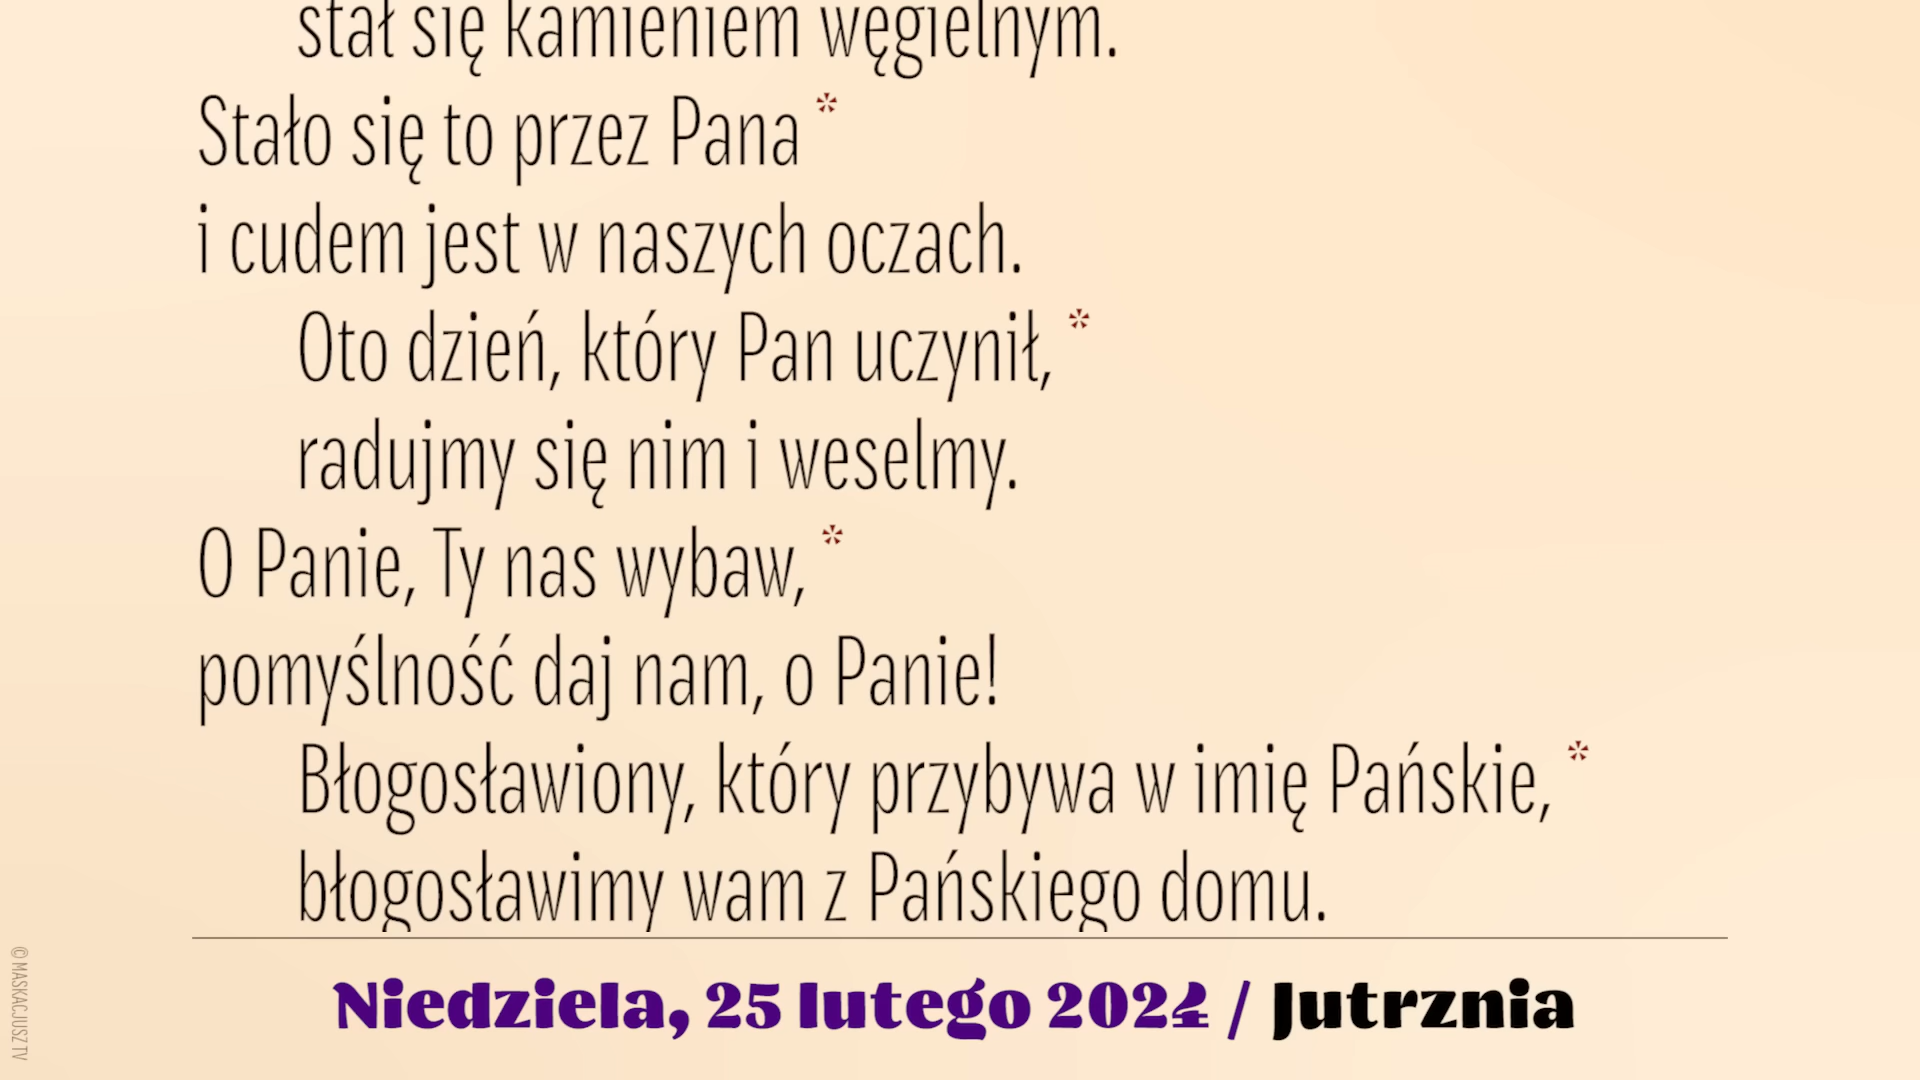 stał się kamieniem węgielnym.
Stało się to przez Pana *
i cudem jest w naszych oczach.
Oto dzień, który Pan uczynił, *
radujmy się nim i weselmy.
O Panie, Ty nas wybaw, *
pomyślność daj nam, o Panie!
Błogosławiony, który przybywa w imię Pańskie, *
błogosławimy wam z Pańskiego domu.
Niedziela, 25 lutego 2024 / Jutrznia
© MASKACJUSZ TV